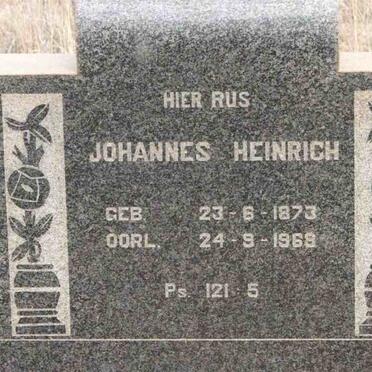 HIER RUS
JOHANNES HEINRICH
GEB. 23-6-1873
OORL. 24-9-1968
Ps. 121-5